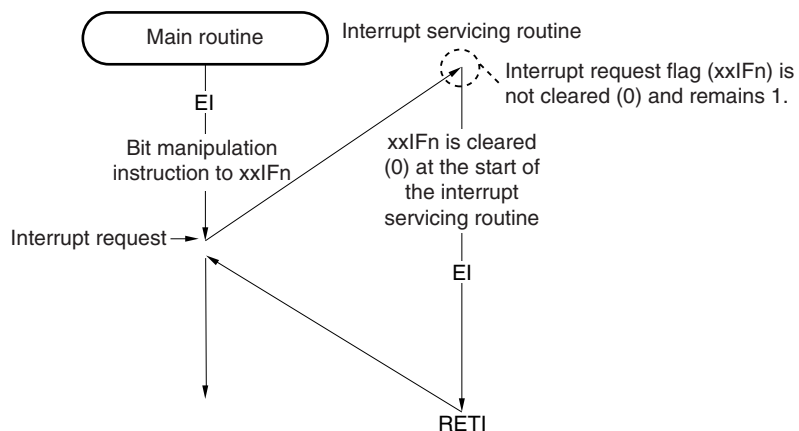 Main routine
Interrupt servicing routine
Interrupt request flag (xxIFn) is
not cleared (0) and remains 1.
EI
Bit manipulation
instruction to xxIFn
xxIFn is cleared
(0) at the start of
the interrupt
servicing routine
Interrupt request
EI
RETI